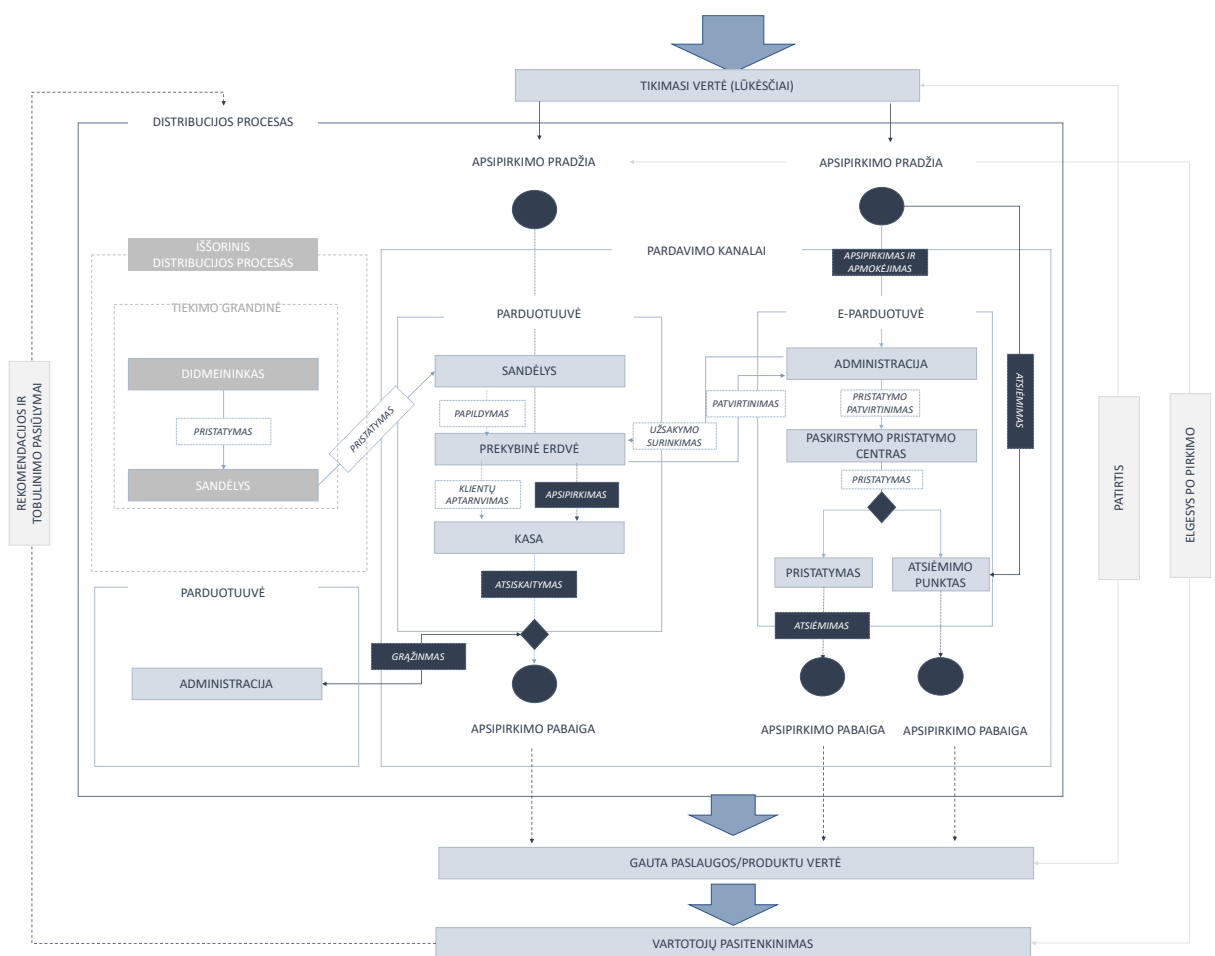 TIKIMASI VERTĖ (LŪKĖSČIAI)
DISTRIBUCIJOS PROCESAS
APSIPIRKIMO PRADŽIA
APSIPIRKIMO PRADŽIA
IŠŠORINIS
DISTRIBUCIJOS PROCESAS
PARDAVIMO KANALAI
APSIPIRKIMAS IR
APMOKĖJIMAS
TIEKIMO GRANDINĖ
PARDUOTUUVĖ
E-PARDUOTUVĖ
DIDMEININKAS
SANDĖLYS
ADMINISTRACIJA
ATSIĖMIMAS
PRISTATYMAS
PRISTATYMAS
PAPILDYMAS
PATVIRTINIMAS
PRISTATYMO
PATVIRTINIMAS
UŽSAKYMO
SURINKIMAS
PREKYBINĖ ERDVĖ
PASKIRSTYMO PRISTATYMO
CENTRAS
SANDĖLYS
KLIENTŲ
APTARNVIMAS
APSIPIRKIMAS
PRISTATYMAS
KASA
REKOMENDACIJOS IR
TOBULINIMO PASIŪLYMAI
PATIRTIS
ELGESYS PO PIRKIMO
PARDUOTUUVĖ
ATSISKAITYMAS
PRISTATYMAS
ATSIĖMIMO
PUNKTAS
ATSIĖMIMAS
GRĄŽINMAS
ADMINISTRACIJA
APSIPIRKIMO PABAIGA
APSIPIRKIMO PABAIGA
APSIPIRKIMO PABAIGA
GAUTA PASLAUGOS/PRODUKTU VERTĖ
VARTOTOJŲ PASITENKINIMAS